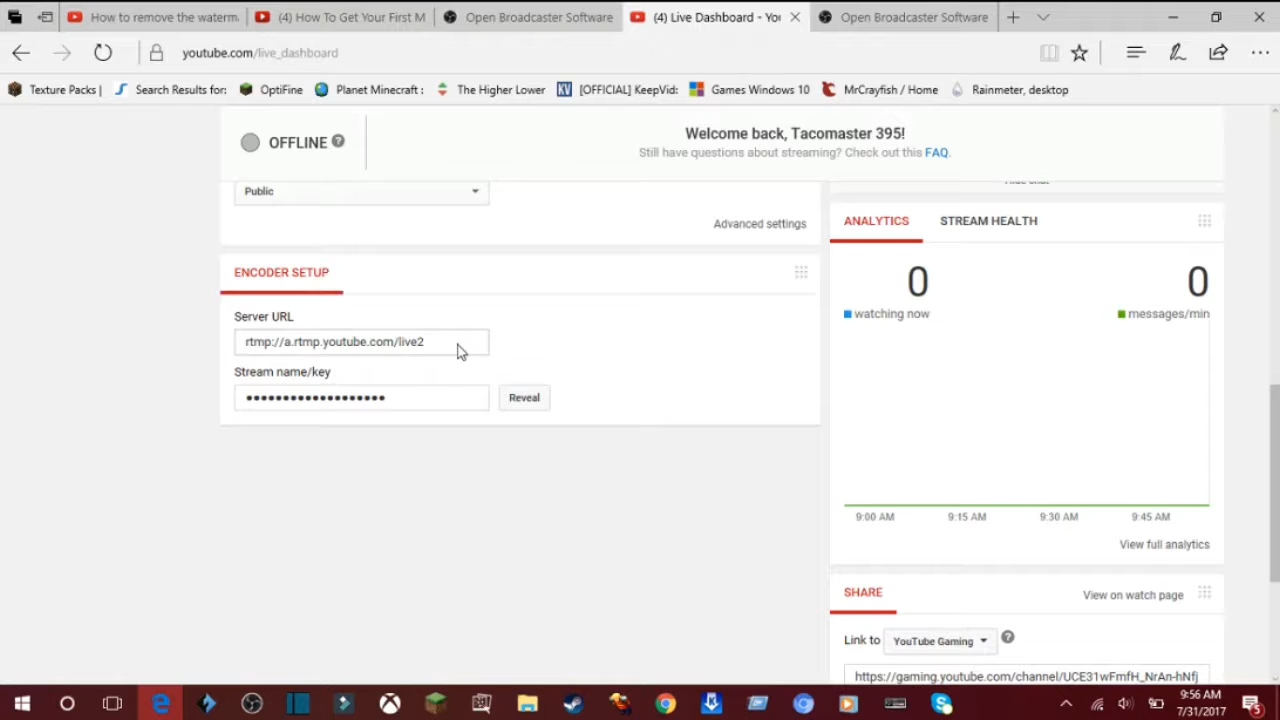 How to remove the waterm
(4) How To Get Your First M
Open Broadcaster Software
(4) Live Dashboard - You
Open Broadcaster Software
youtube.com/live_dashboard
Texture Packs |
Search Results for:
OptiFine
Planet Minecraft :
The Higher Lower
KV
[OFFICIAL] KeepVid:
Games Windows 10
MrCrayfish / Home
Rainmeter, desktop
OFFLINE
Welcome back, Tacomaster 395!
Still have questions about streaming? Check out this FAQ.
Public
Advanced settings
ENCODER SETUP
Server URL
rtmp://a.rtmp.youtube.com/live2
Stream name/key
Reveal
ANALYTICS
STREAM HEALTH
0
0
watching now
messages/min
9:00 AM
9:15 AM
9:30 AM
9:45 AM
View full analytics
SHARE
View on watch page
Link to
YouTube Gaming
https://gaming.youtube.com/channel/UCE31wFmfH_NrAn-hNfj
9:56 AM
7/31/2017
5